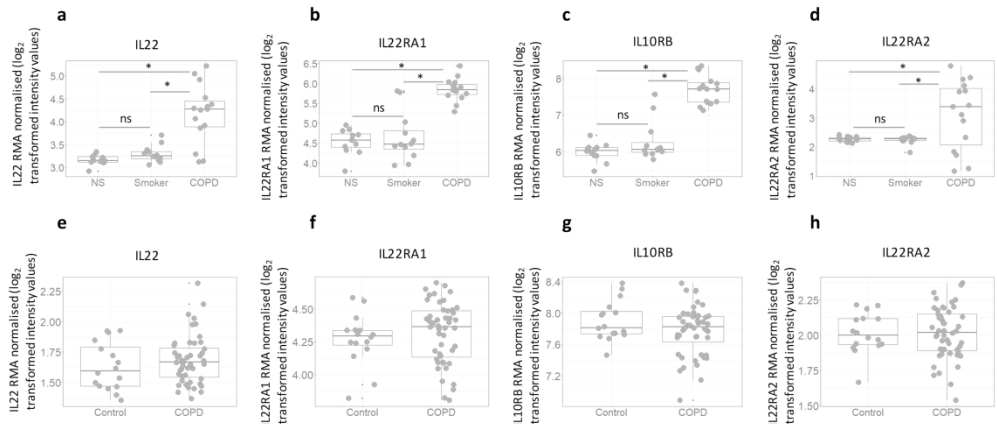 a
IL22
IL22 RMA normalised (log2
transformed intensity values)
5.0
4.5
4.0
3.5
3.0
*
*
ns
NS Smoker COPD
b
IL22RA1
IL22RA1 RMA normalised (log2
transformed intensity values)
6.5
6.0
5.5
5.0
4.5
4.0
*
*
ns
NS Smoker COPD
c
IL10RB
IL10RB RMA normalised (log2
transformed intensity values)
8
7
6
*
*
ns
NS Smoker COPD
d
IL22RA2
IL22RA2 RMA normalised (log2
transformed intensity values)
4
3
2
1
*
*
ns
NS Smoker COPD
e
IL22
IL22 RMA normalised (log2
transformed intensity values)
2.25
2.00
1.75
1.50
Control COPD
f
IL22RA1
IL22RA1 RMA normalised (log2
transformed intensity values)
4.50
4.25
4.00
Control COPD
g
IL10RB
IL10RB RMA normalised (log2
transformed intensity values)
8.4
8.0
7.6
7.2
Control COPD
h
IL22RA2
IL22RA2 RMA normalised (log2
transformed intensity values)
2.25
2.00
1.75
1.50
Control COPD